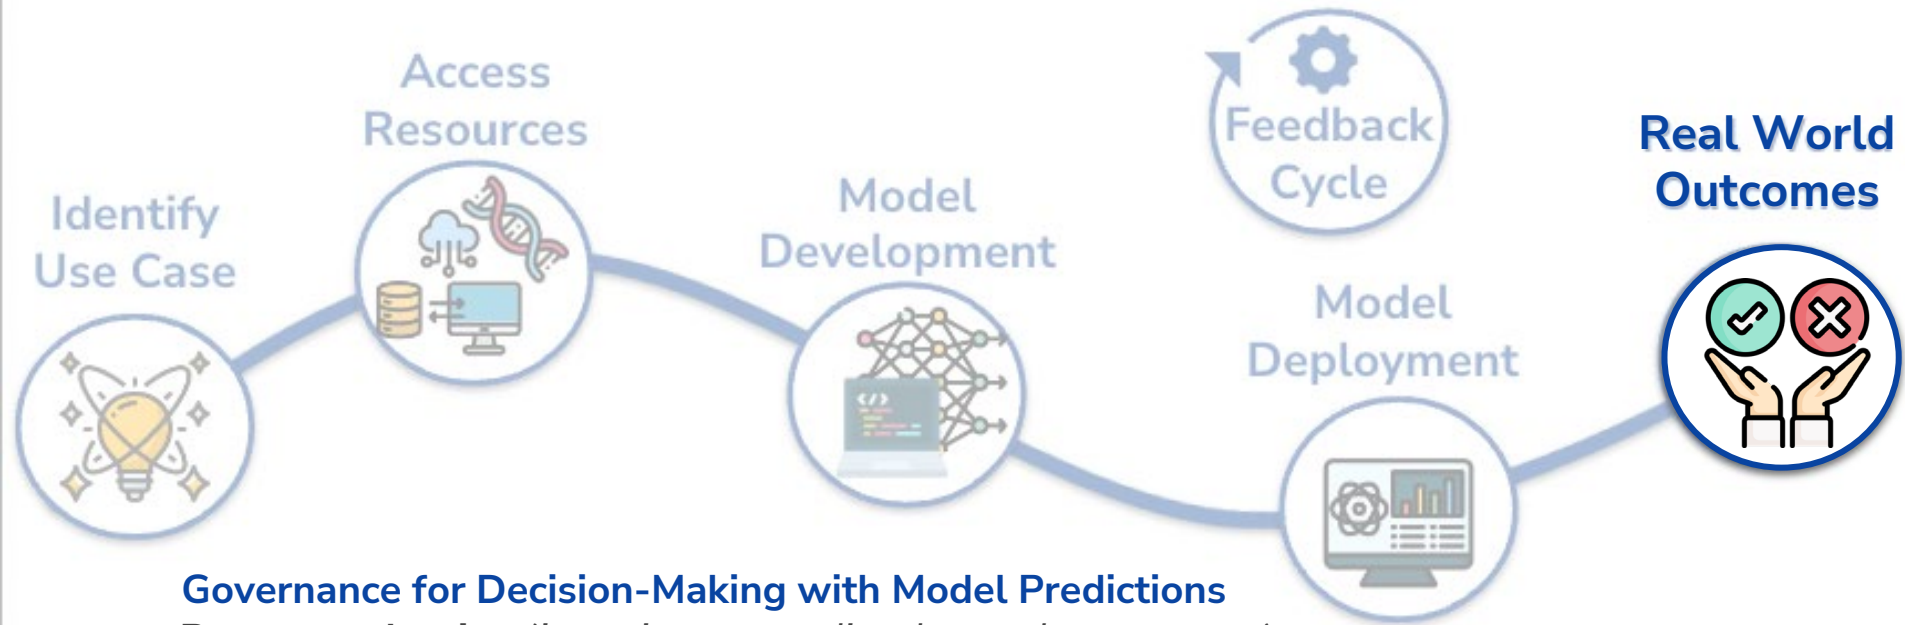 Identify
Use Case
Access
Resources
Model
Development
</>
Feedback
Cycle
Model
Deployment
Real World
Outcomes
Governance for Decision-Making with Model Predictions